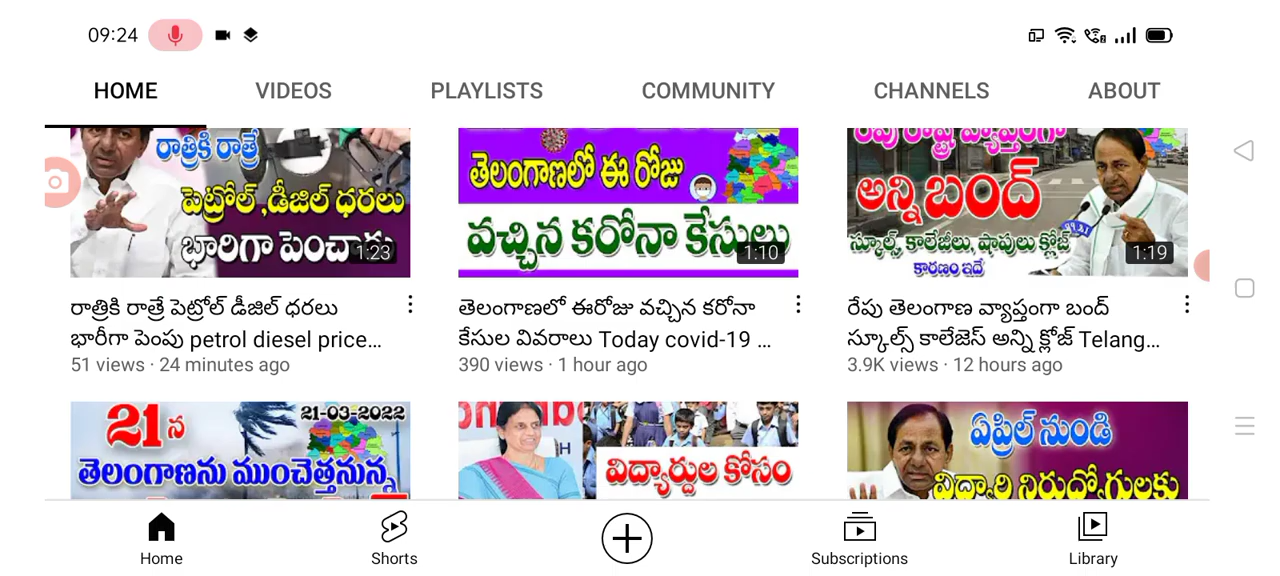 09:24
HOME VIDEOS PLAYLISTS COMMUNITY CHANNELS ABOUT
రాత్రికి రాత్రే
పెట్రోల్ ,డీజిల్ ధరలు
భారీగా పెంచారు
1:23
తెలంగాణలో ఈ రోజు
వచ్చిన కరోనా కేసులు
1:10
రేపు రాష్ట్ర వ్యాప్తంగా
అన్ని బంద్
స్కూల్స్, కాలేజీలు, షాపులు క్లోజ్
కారణం ఇదే
1:19
రాత్రికి రాత్రే పెట్రోల్ డీజిల్ ధరలు
భారీగా పెంపు petrol diesel price...
51 views · 24 minutes ago
తెలంగాణలో ఈరోజు వచ్చిన కరోనా
కేసుల వివరాలు Today covid-19 ...
390 views · 1 hour ago
రేపు తెలంగాణ వ్యాప్తంగా బంద్
స్కూల్స్ కాలేజెస్ అన్ని క్లోజ్ Telang...
3.9K views · 12 hours ago
21న
21-03-2022
తెలంగాణను ముంచెత్తనున్న
విద్యార్దుల కోసం
ఏప్రిల్ నుండి
విద్యారి నిరుద్యోగులకు
Home Shorts Subscriptions Library